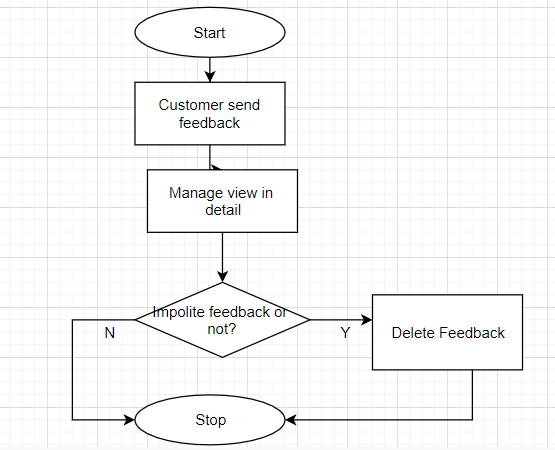 Start
Customer send
feedback
Manage view in
detail
Impolite feedback or
not?
N
Y
Delete Feedback
Stop